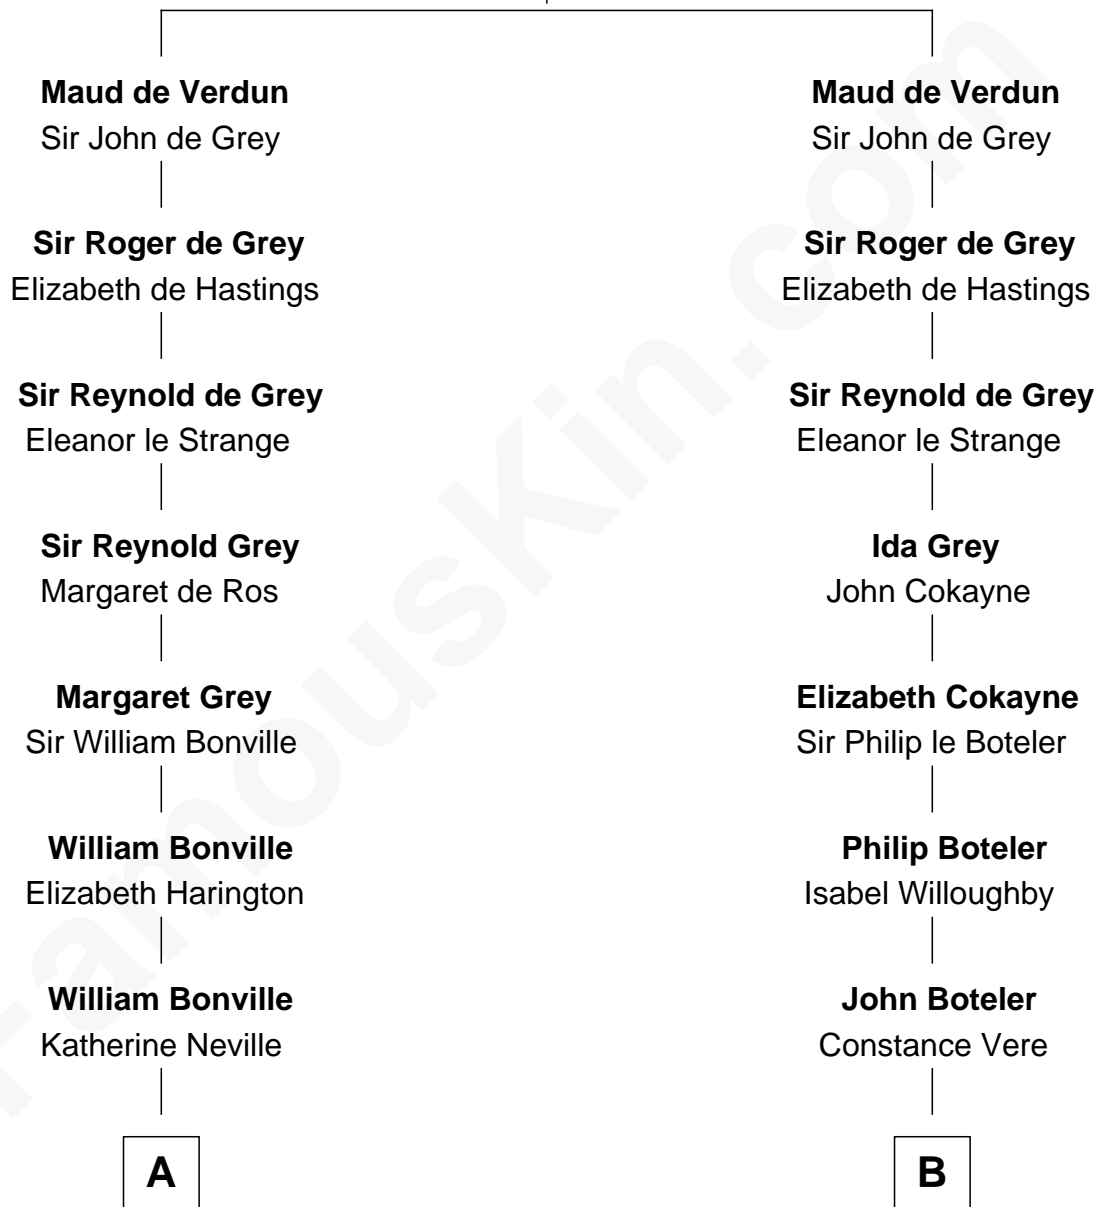 Maud de Verdun
Sir John de Grey
Sir Roger de Grey
Elizabeth de Hastings
Sir Reynold de Grey
Eleanor le Strange
Sir Reynold Grey
Margaret de Ros
Margaret Grey
Sir William Bonville
William Bonville
Elizabeth Harington
William Bonville
Katherine Neville
A
Maud de Verdun
Sir John de Grey
Sir Roger de Grey
Elizabeth de Hastings
Sir Reynold de Grey
Eleanor le Strange
Ida Grey
John Cokayne
Elizabeth Cokayne
Sir Philip le Boteler
Philip Boteler
Isabel Willoughby
John Boteler
Constance Vere
B
FamousKin.com